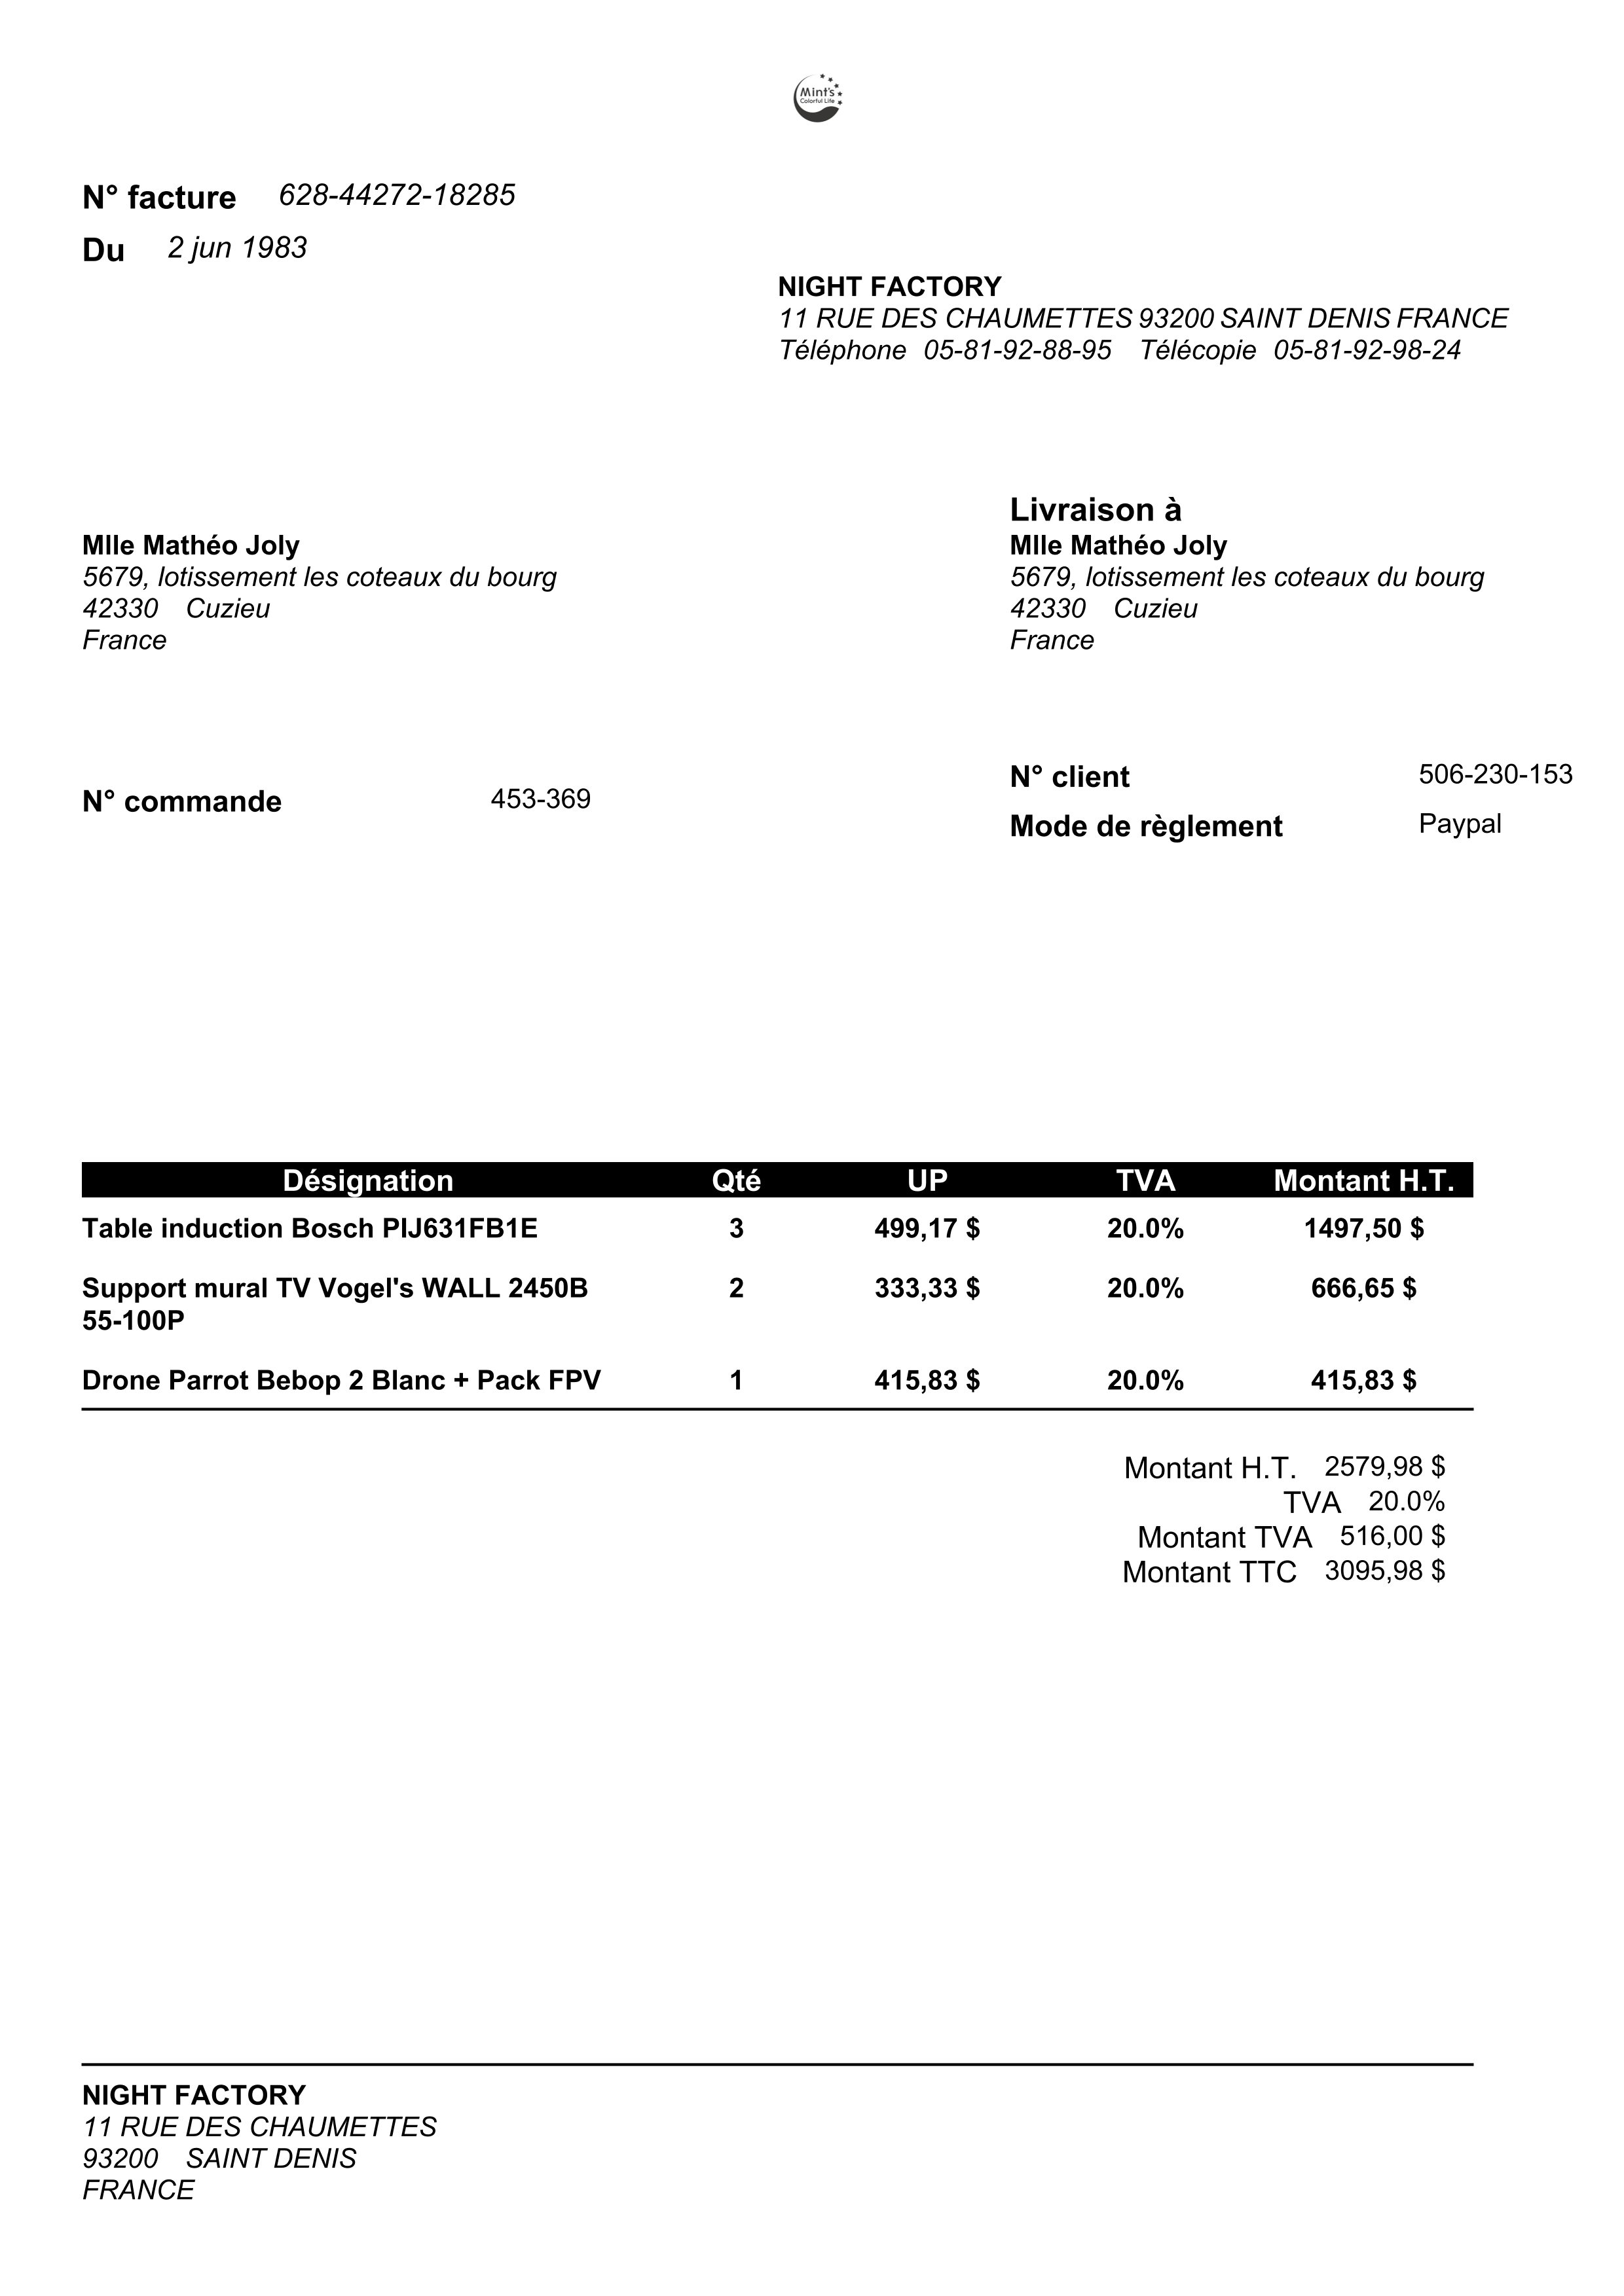 Mint's
Colorful Life
N° facture 628-44272-18285
Du 2 jun 1983
NIGHT FACTORY
11 RUE DES CHAUMETTES 93200 SAINT DENIS FRANCE
Téléphone 05-81-92-88-95 Télécopie 05-81-92-98-24
Mlle Mathéo Joly
5679, lotissement les coteaux du bourg
42330 Cuzieu
France
Livraison à
Mlle Mathéo Joly
5679, lotissement les coteaux du bourg
42330 Cuzieu
France
N° commande 453-369
N° client 506-230-153
Mode de règlement Paypal
Désignation Qté UP TVA Montant H.T.
Table induction Bosch PIJ631FB1E 3 499,17 $ 20.0% 1497,50 $
Support mural TV Vogel's WALL 2450B 2 333,33 $ 20.0% 666,65 $
55-100P
Drone Parrot Bebop 2 Blanc + Pack FPV 1 415,83 $ 20.0% 415,83 $
Montant H.T. 2579,98 $
TVA 20.0%
Montant TVA 516,00 $
Montant TTC 3095,98 $
NIGHT FACTORY
11 RUE DES CHAUMETTES
93200 SAINT DENIS
FRANCE